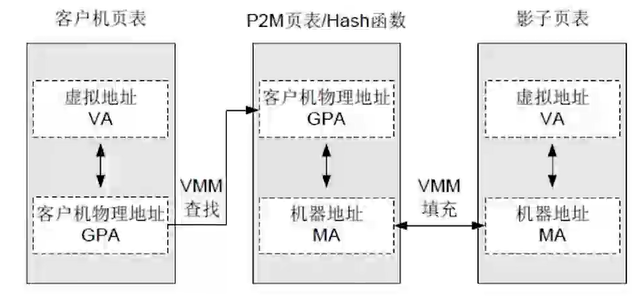 客户机页表
虚拟地址
VA
客户机物理地址
GPA
VMM
查找
P2M页表/Hash函数
客户机物理地址
GPA
机器地址
MA
VMM
填充
影子页表
虚拟地址
VA
机器地址
MA